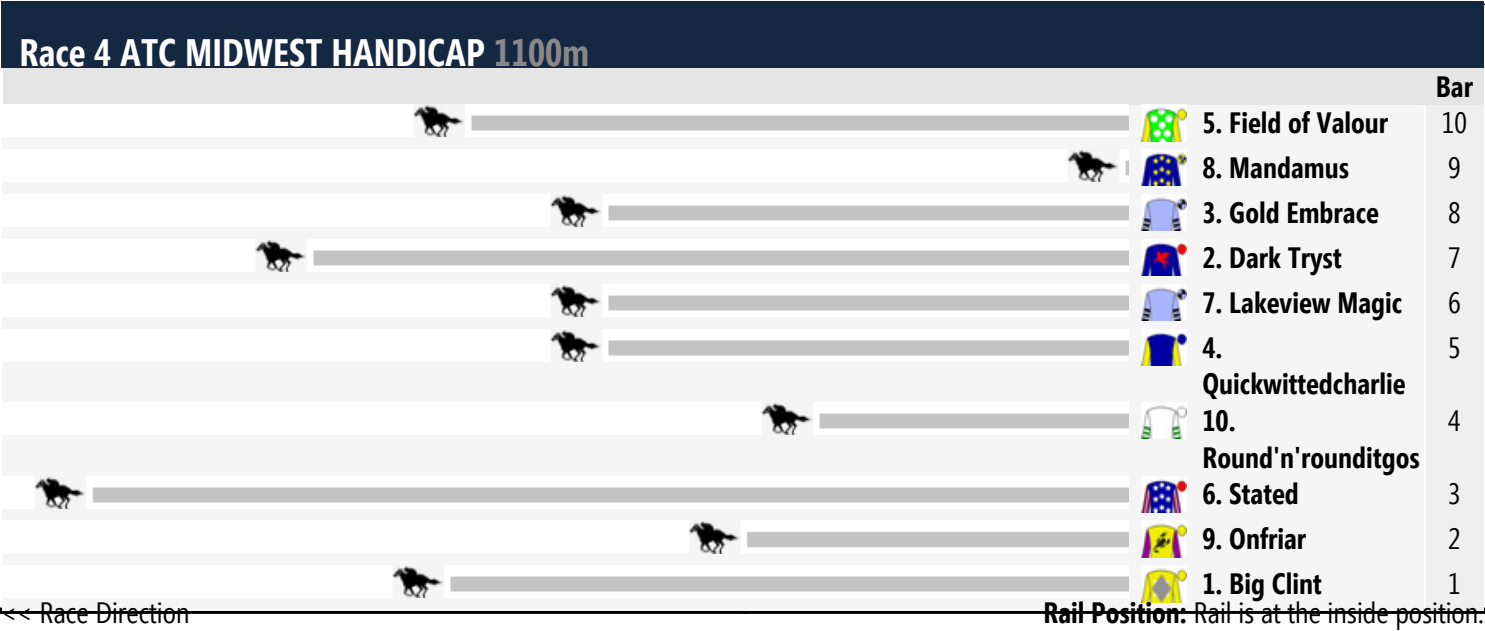 Race 4 ATC MIDWEST HANDICAP 1100m
Bar
5. Field of Valour 10
8. Mandamus 9
3. Gold Embrace 8
2. Dark Tryst 7
7. Lakeview Magic 6
4. 5
Quickwittedcharlie
10. 4
Round'n'rounditgos
6. Stated 3
9. Onfriar 2
1. Big Clint 1
<< Race Direction Rail Position: Rail is at the inside position.